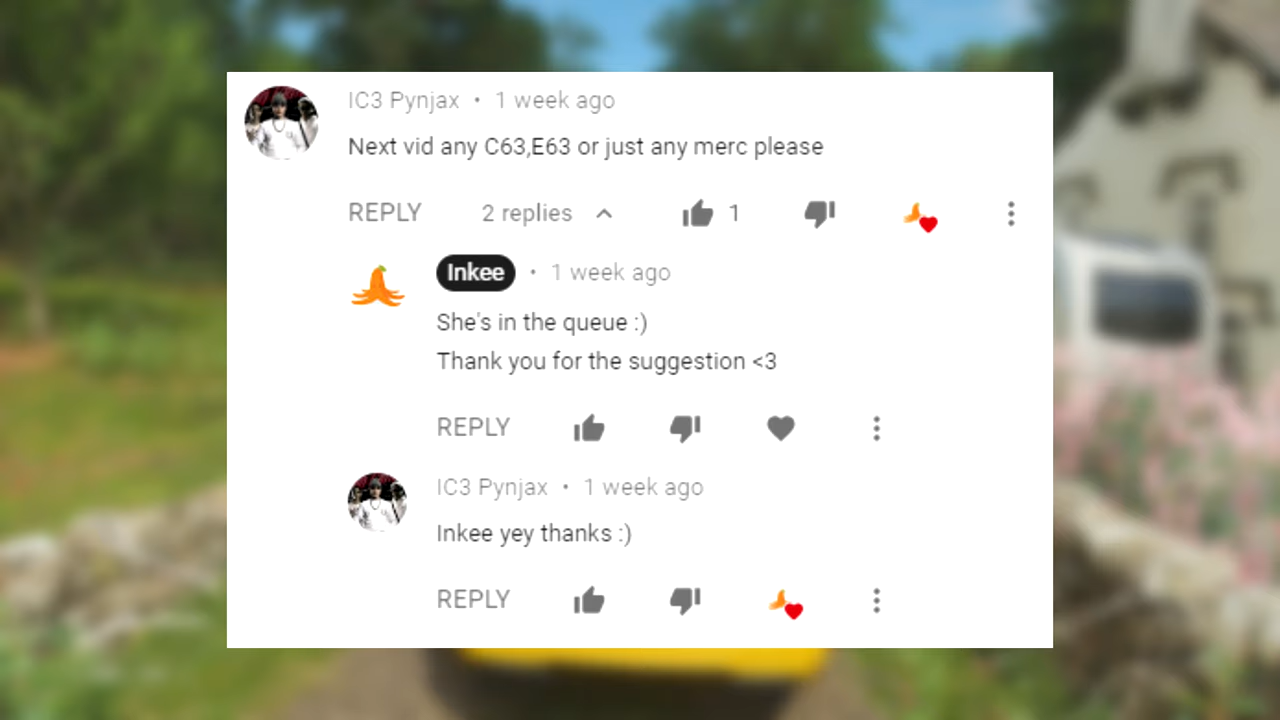 IC3 Pynjax • 1 week ago
Next vid any C63,E63 or just any merc please
REPLY 2 replies 1
Inkee • 1 week ago
She's in the queue :)
Thank you for the suggestion <3
REPLY
IC3 Pynjax • 1 week ago
Inkee yey thanks :)
REPLY